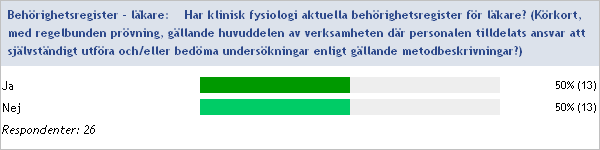 Behörighetsregister - läkare: Har klinisk fysiologi aktuella behörighetsregister för läkare? (Körkort,
med regelbunden prövning, gällande huvuddelen av verksamheten där personalen tilldelats ansvar att
självständigt utföra och/eller bedöma undersökningar enligt gällande metodbeskrivningar?)
Ja 50% (13)
Nej 50% (13)
Respondenter: 26